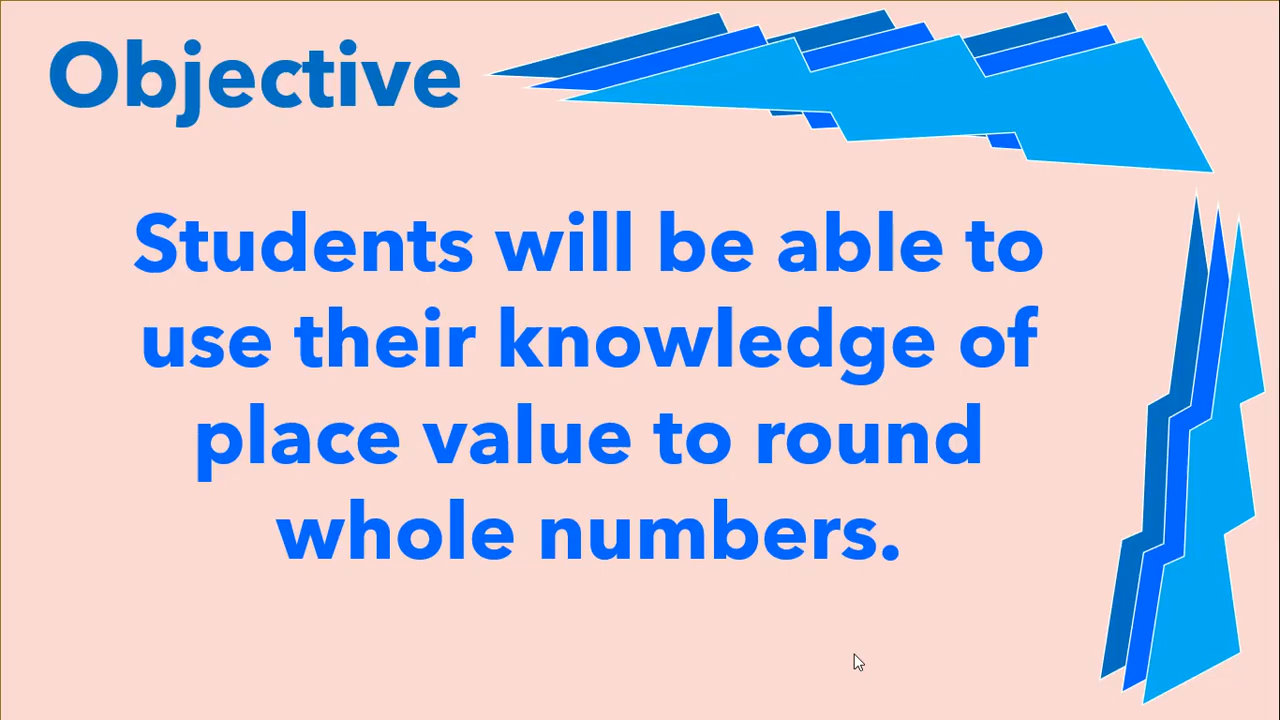 Objective
Students will be able to
use their knowledge of
place value to round
whole numbers.